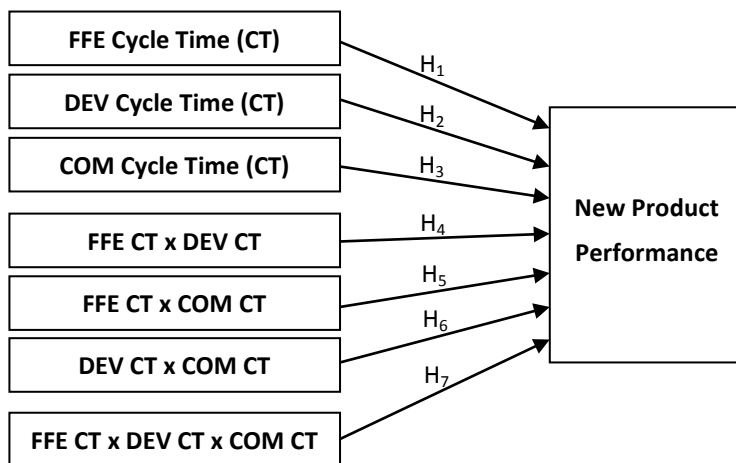 FFE Cycle Time (CT)
H₁
DEV Cycle Time (CT)
H₂
COM Cycle Time (CT)
H₃
FFE CT x DEV CT
H₄
FFE CT x COM CT
H₅
DEV CT x COM CT
H₆
FFE CT x DEV CT x COM CT
H₇
New Product
Performance